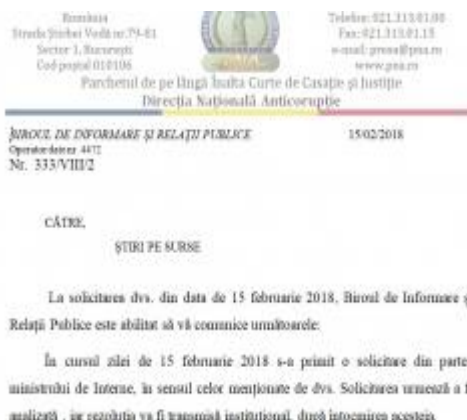 România
Strada Știrbei Vodă nr.79-81
Sector 1, București
Cod poștal 010106
Telefon: 021.313.01.00
Fax: 021.313.01.15
e-mail: presa@pna.ro
www.pna.ro
Parchetul de pe lângă Înalta Curte de Casație și Justiție
Direcția Națională Anticorupție
BIROUL DE INFORMARE ȘI RELAȚII PUBLICE
15/02/2018
Operator date nr. 4472
Nr. 333/VIII/2
CĂTRE,
ȘTIRI PE SURSE
La solicitarea dvs. din data de 15 februarie 2018, Biroul de Informare ș
Relații Publice este abilitat să vă comunice următoarele:
În cursul zilei de 15 februarie 2018 s-a primit o solicitare din parte
ministrului de Interne, în sensul celor menționate de dvs. Solicitarea urmează a f
analizată , iar rezoluția va fi transmisă instituțional, după întocmirea acesteia.